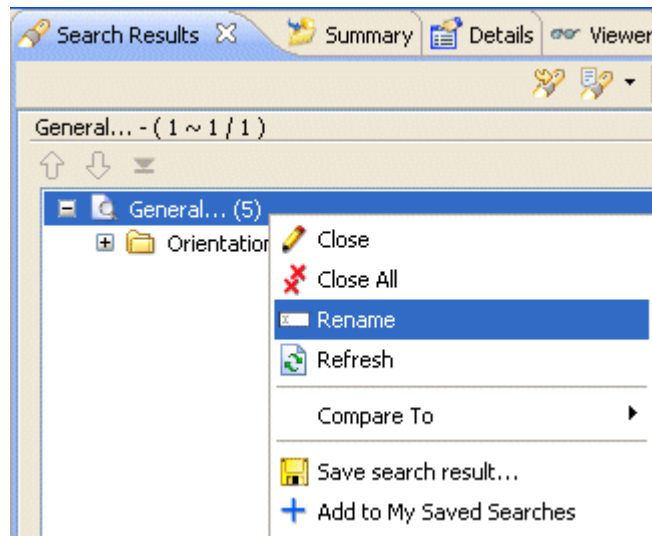 Search Results Summary Details Viewer
General... - ( 1 ~ 1 / 1 )
General... (5)
Orientation
Close
Close All
Rename
Refresh
Compare To
Save search result...
Add to My Saved Searches